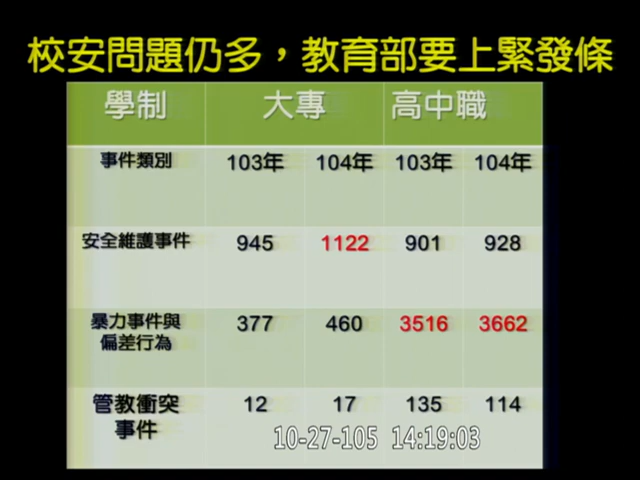 校安問題仍多，教育部要上緊發條
學制 大專 高中職
事件類別 103年 104年 103年 104年
安全維護事件 945 1122 901 928
暴力事件與
偏差行為 377 460 3516 3662
管教衝突
事件 12 17 135 114
10-27-105 14:19:03